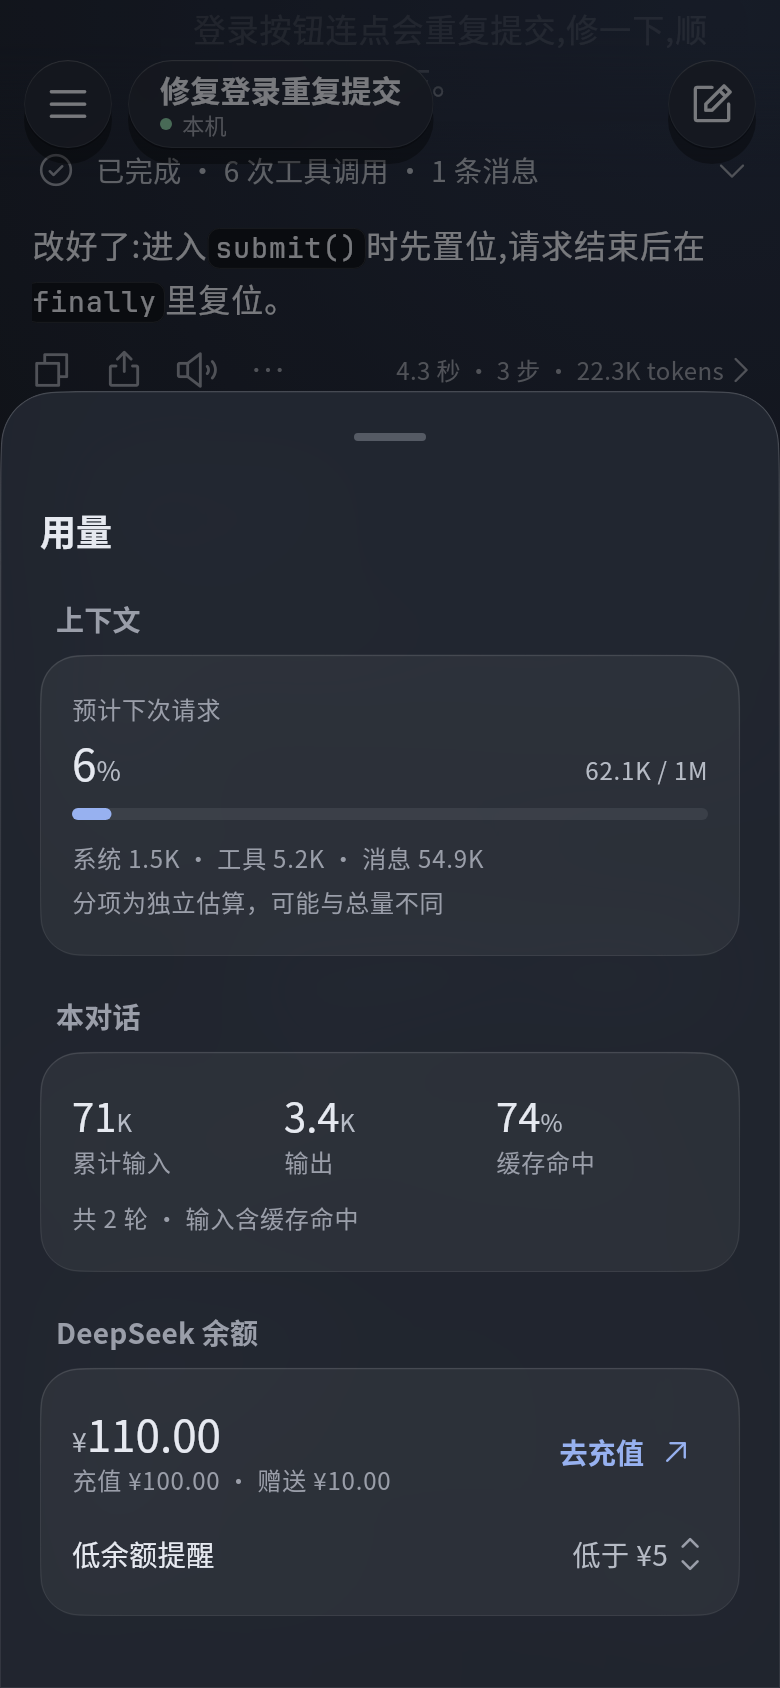 登录按钮连点会重复提交,修一下,顺
修复登录重复提交
本机
已完成 · 6 次工具调用 · 1 条消息
改好了:进入 submit() 时先置位,请求结束后在
finally 里复位。
4.3 秒 · 3 步 · 22.3K tokens
用量
上下文
预计下次请求
6%
62.1K / 1M
系统 1.5K · 工具 5.2K · 消息 54.9K
分项为独立估算，可能与总量不同
本对话
71K 3.4K 74%
累计输入 输出 缓存命中
共 2 轮 · 输入含缓存命中
DeepSeek 余额
¥110.00
去充值
充值 ¥100.00 · 赠送 ¥10.00
低余额提醒 低于 ¥5